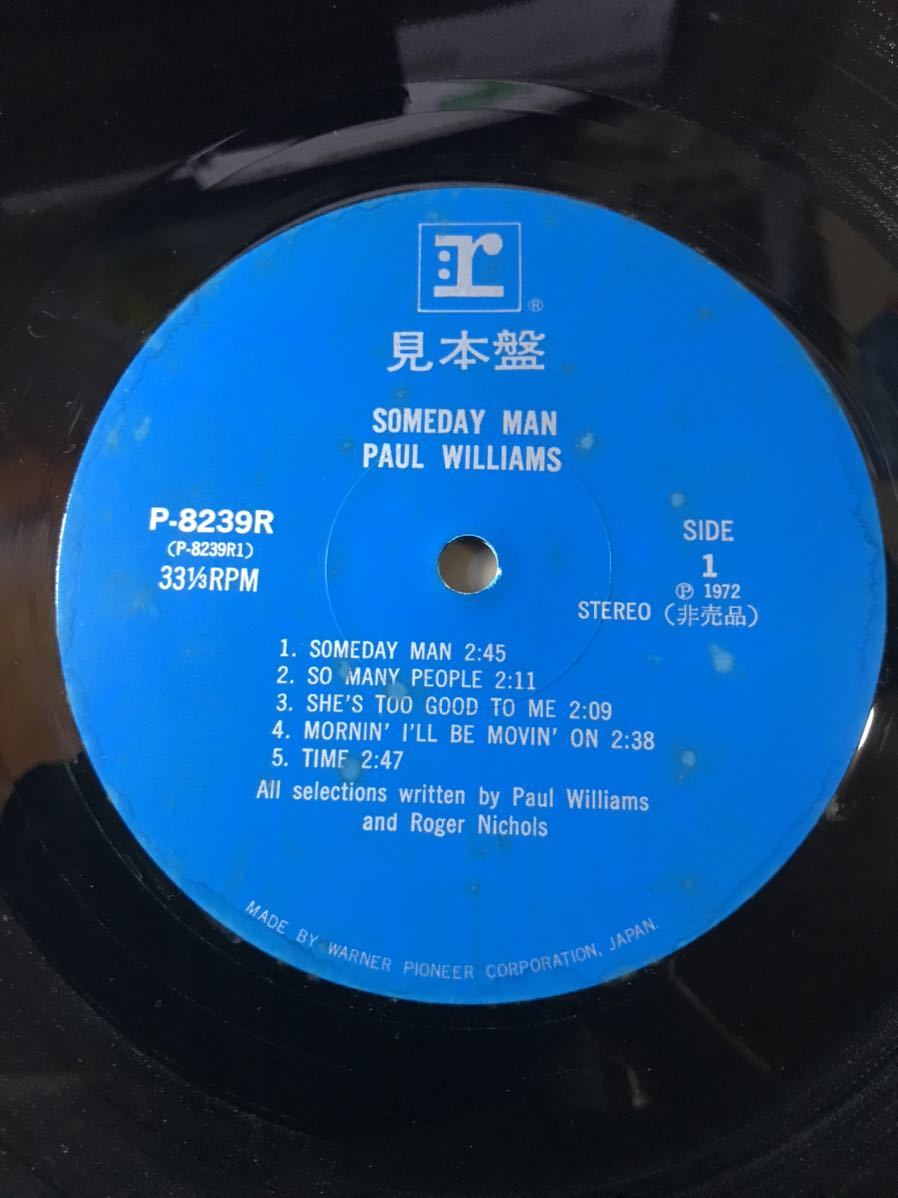 r
®
見本盤
SOMEDAY MAN
PAUL WILLIAMS
P-8239R
(P-8239R1)
33⅓RPM
SIDE
1
Ⓟ 1972
STEREO (非売品)
1. SOMEDAY MAN 2:45
2. SO MANY PEOPLE 2:11
3. SHE'S TOO GOOD TO ME 2:09
4. MORNIN' I'LL BE MOVIN' ON 2:38
5. TIME 2:47
All selections written by Paul Williams
and Roger Nichols
MADE BY WARNER PIONEER CORPORATION, JAPAN.